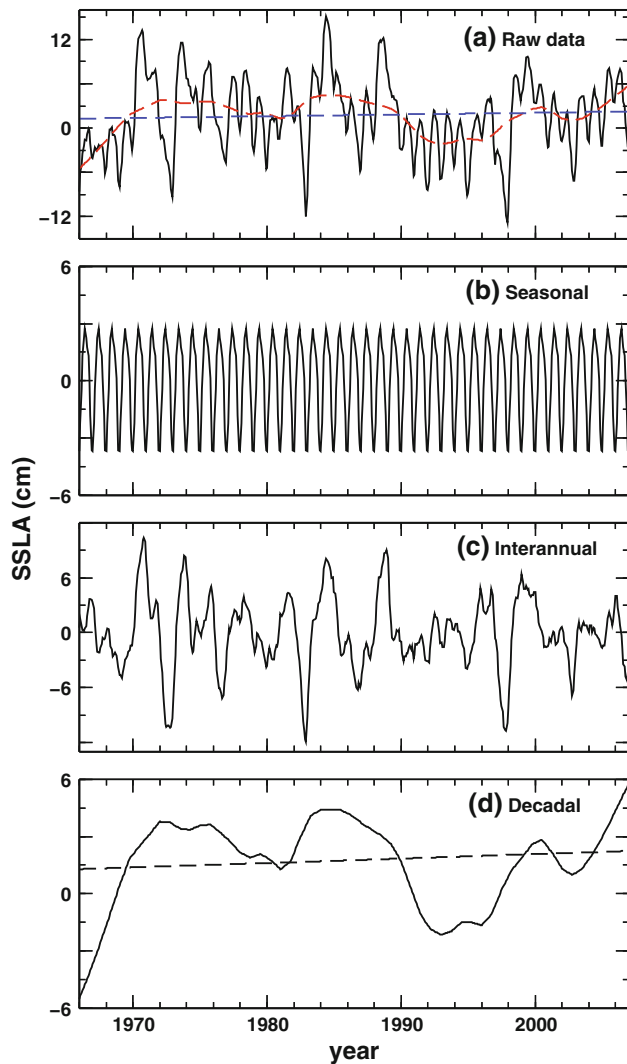 12
0
−12
(a) Raw data
6
0
−6
(b) Seasonal
6
0
−6
(c) Interannual
6
0
−6
(d) Decadal
SSLA (cm)
1970 1980 1990 2000
year